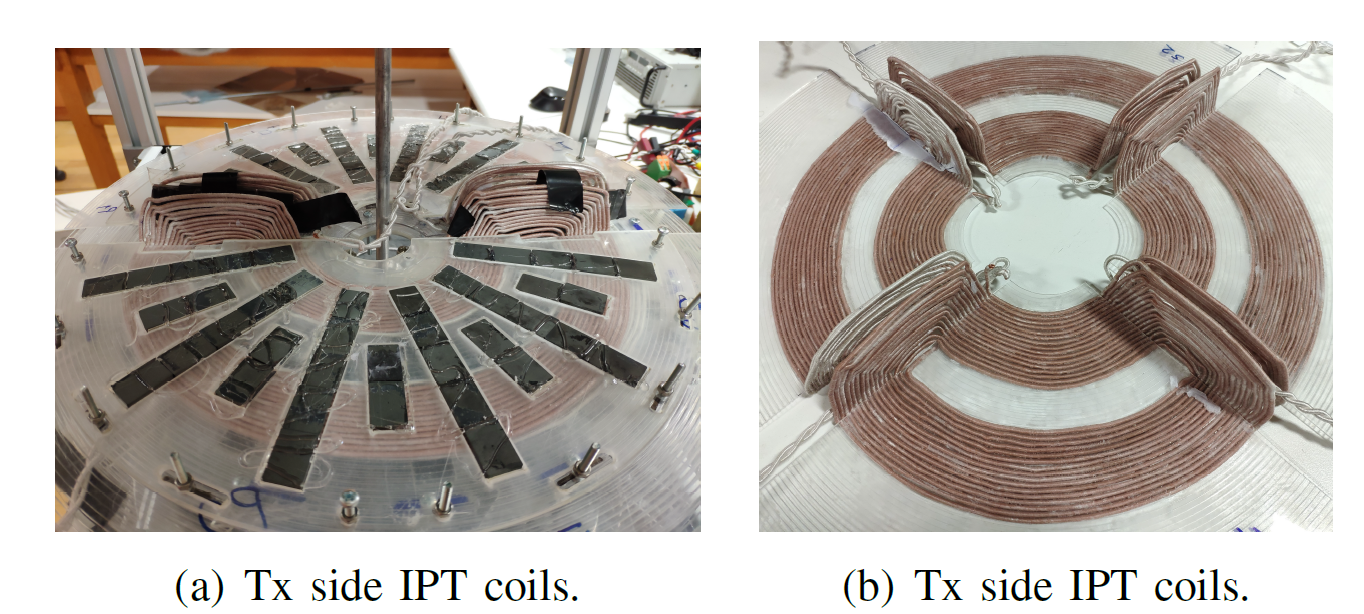 (a) Tx side IPT coils.
(b) Tx side IPT coils.